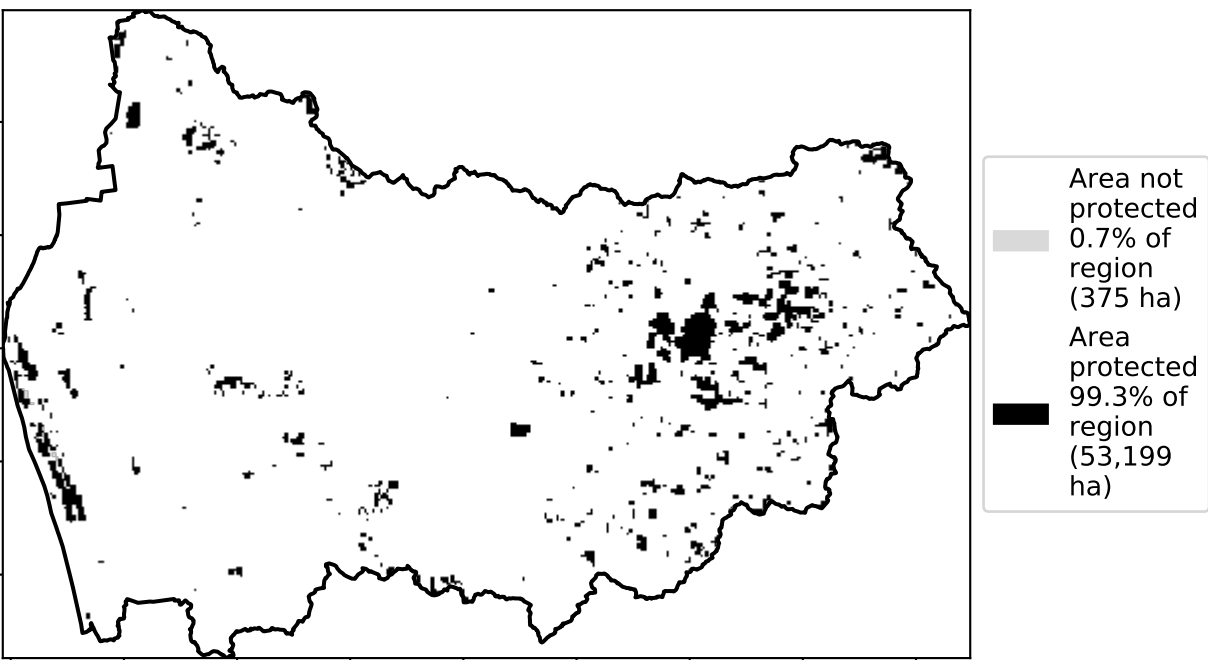 Area not
protected
0.7% of
region
(375 ha)
Area
protected
99.3% of
region
(53,199
ha)